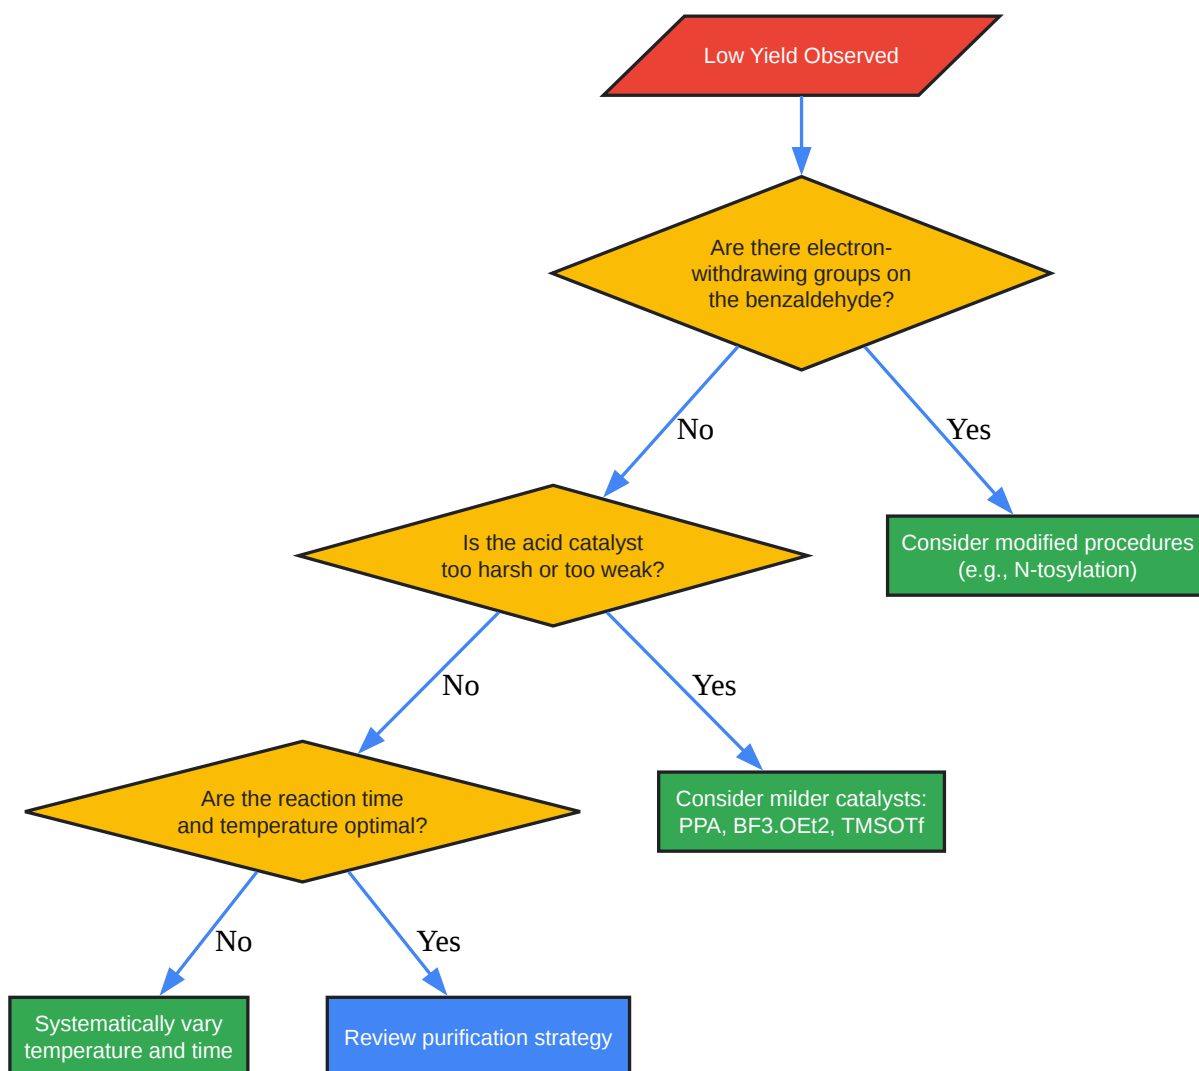 Low Yield Observed
Are there electron-
withdrawing groups on
the benzaldehyde?
No
Yes
Is the acid catalyst
too harsh or too weak?
Consider modified procedures
(e.g., N-tosylation)
No
Yes
Are the reaction time
and temperature optimal?
Consider milder catalysts:
PPA, BF3.OEt2, TMSOTf
No
Yes
Systematically vary
temperature and time
Review purification strategy